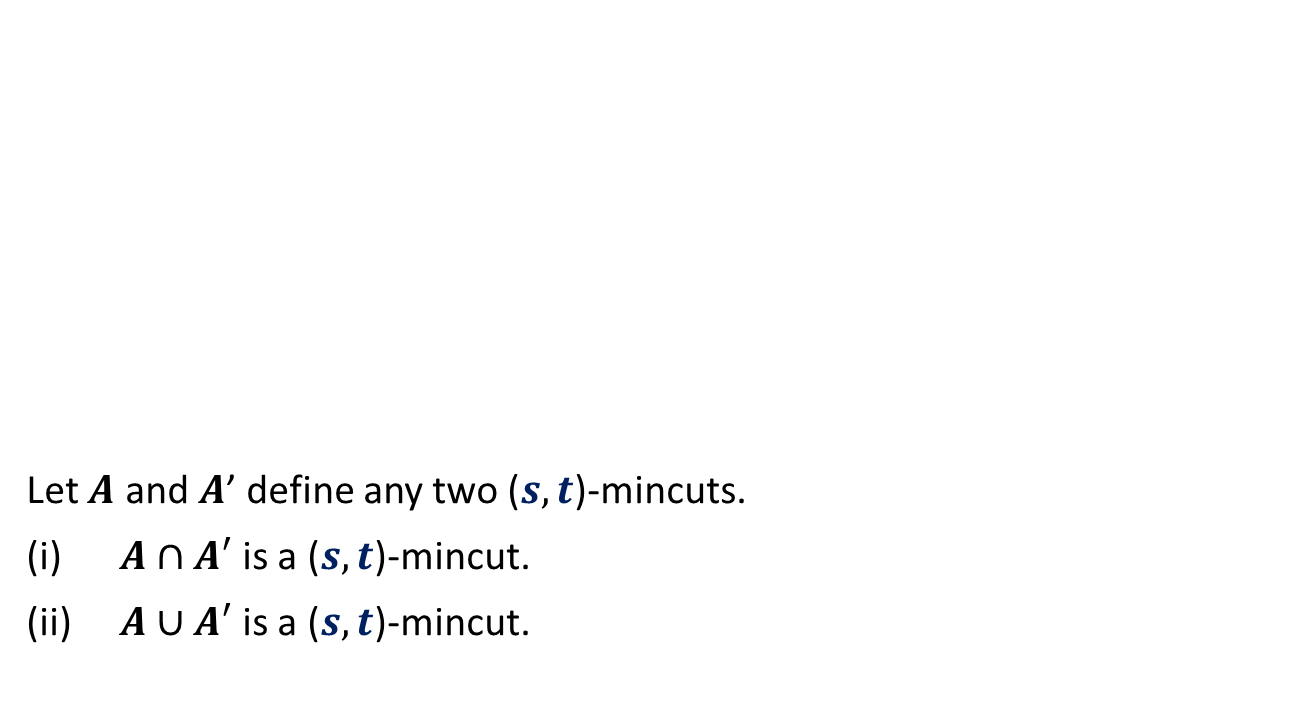 Let A and A’ define any two (s, t)-mincuts.
(i) A ∩ A′ is a (s, t)-mincut.
(ii) A ∪ A′ is a (s, t)-mincut.